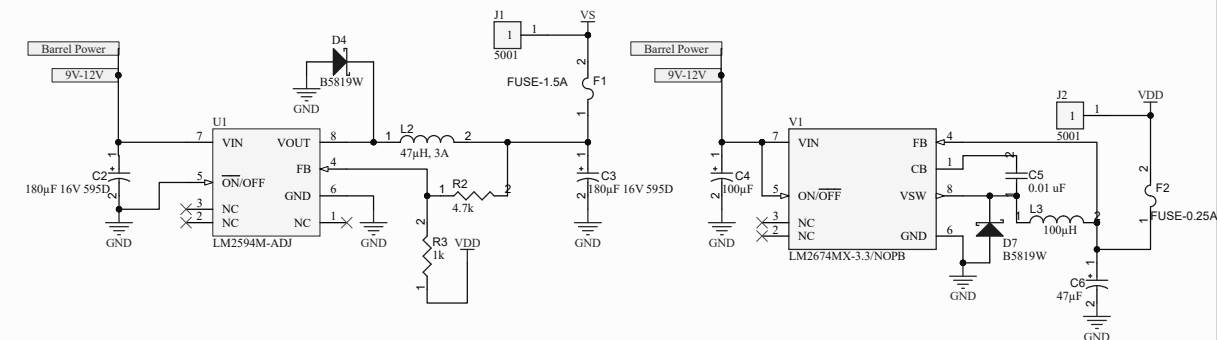 J1
VS
1
1
5001
Barrel Power
9V-12V
D4
B5819W
GND
FUSE-1.5A
2
F1
1
U1
7
VIN
VOUT
8
1
L2
2
47µH, 3A
1
C2
180µF 16V 595D
2
GND
5
ON/OFF
FB
4
GND
6
3
NC
2
NC
NC
1
LM2594M-ADJ
GND
1
R2
2
4.7k
2
R3
1k
1
VDD
1
C3
180µF 16V 595D
2
GND
Barrel Power
9V-12V
J2
VDD
1
1
5001
V1
7
VIN
FB
4
CB
1
2
C5
0.01 uF
1
C4
100µF
2
GND
5
ON/OFF
VSW
8
3
NC
2
NC
GND
6
LM2674MX-3.3/NOPB
GND
D7
B5819W
1
L3
2
100µH
2
F2
1
FUSE-0.25A
1
C6
47µF
2
GND